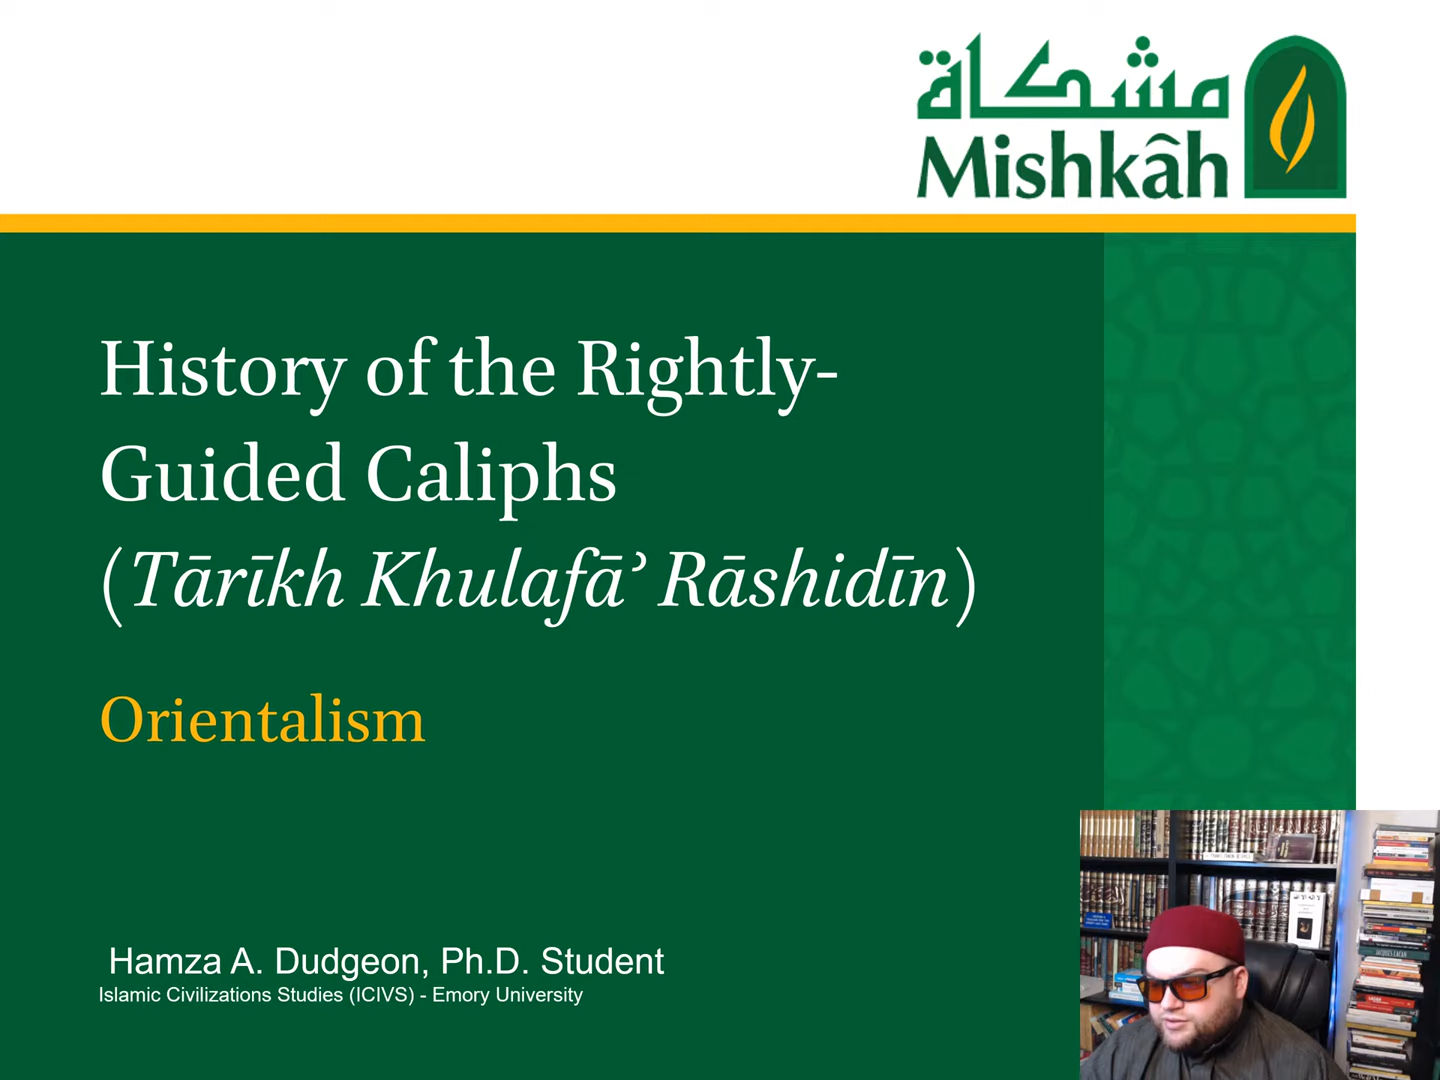 مشكاة
Mishkâh
History of the Rightly-
Guided Caliphs
(Tārīkh Khulafāʾ Rāshidīn)
Orientalism
Hamza A. Dudgeon, Ph.D. Student
Islamic Civilizations Studies (ICIVS) - Emory University